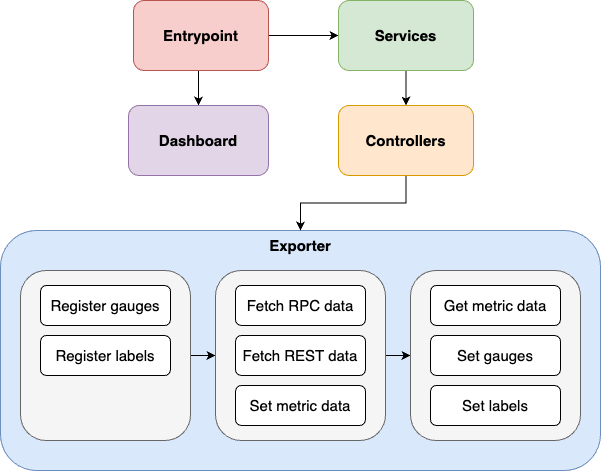 Entrypoint
Services
Dashboard
Controllers
Exporter
Register gauges
Register labels
Fetch RPC data
Fetch REST data
Set metric data
Get metric data
Set gauges
Set labels